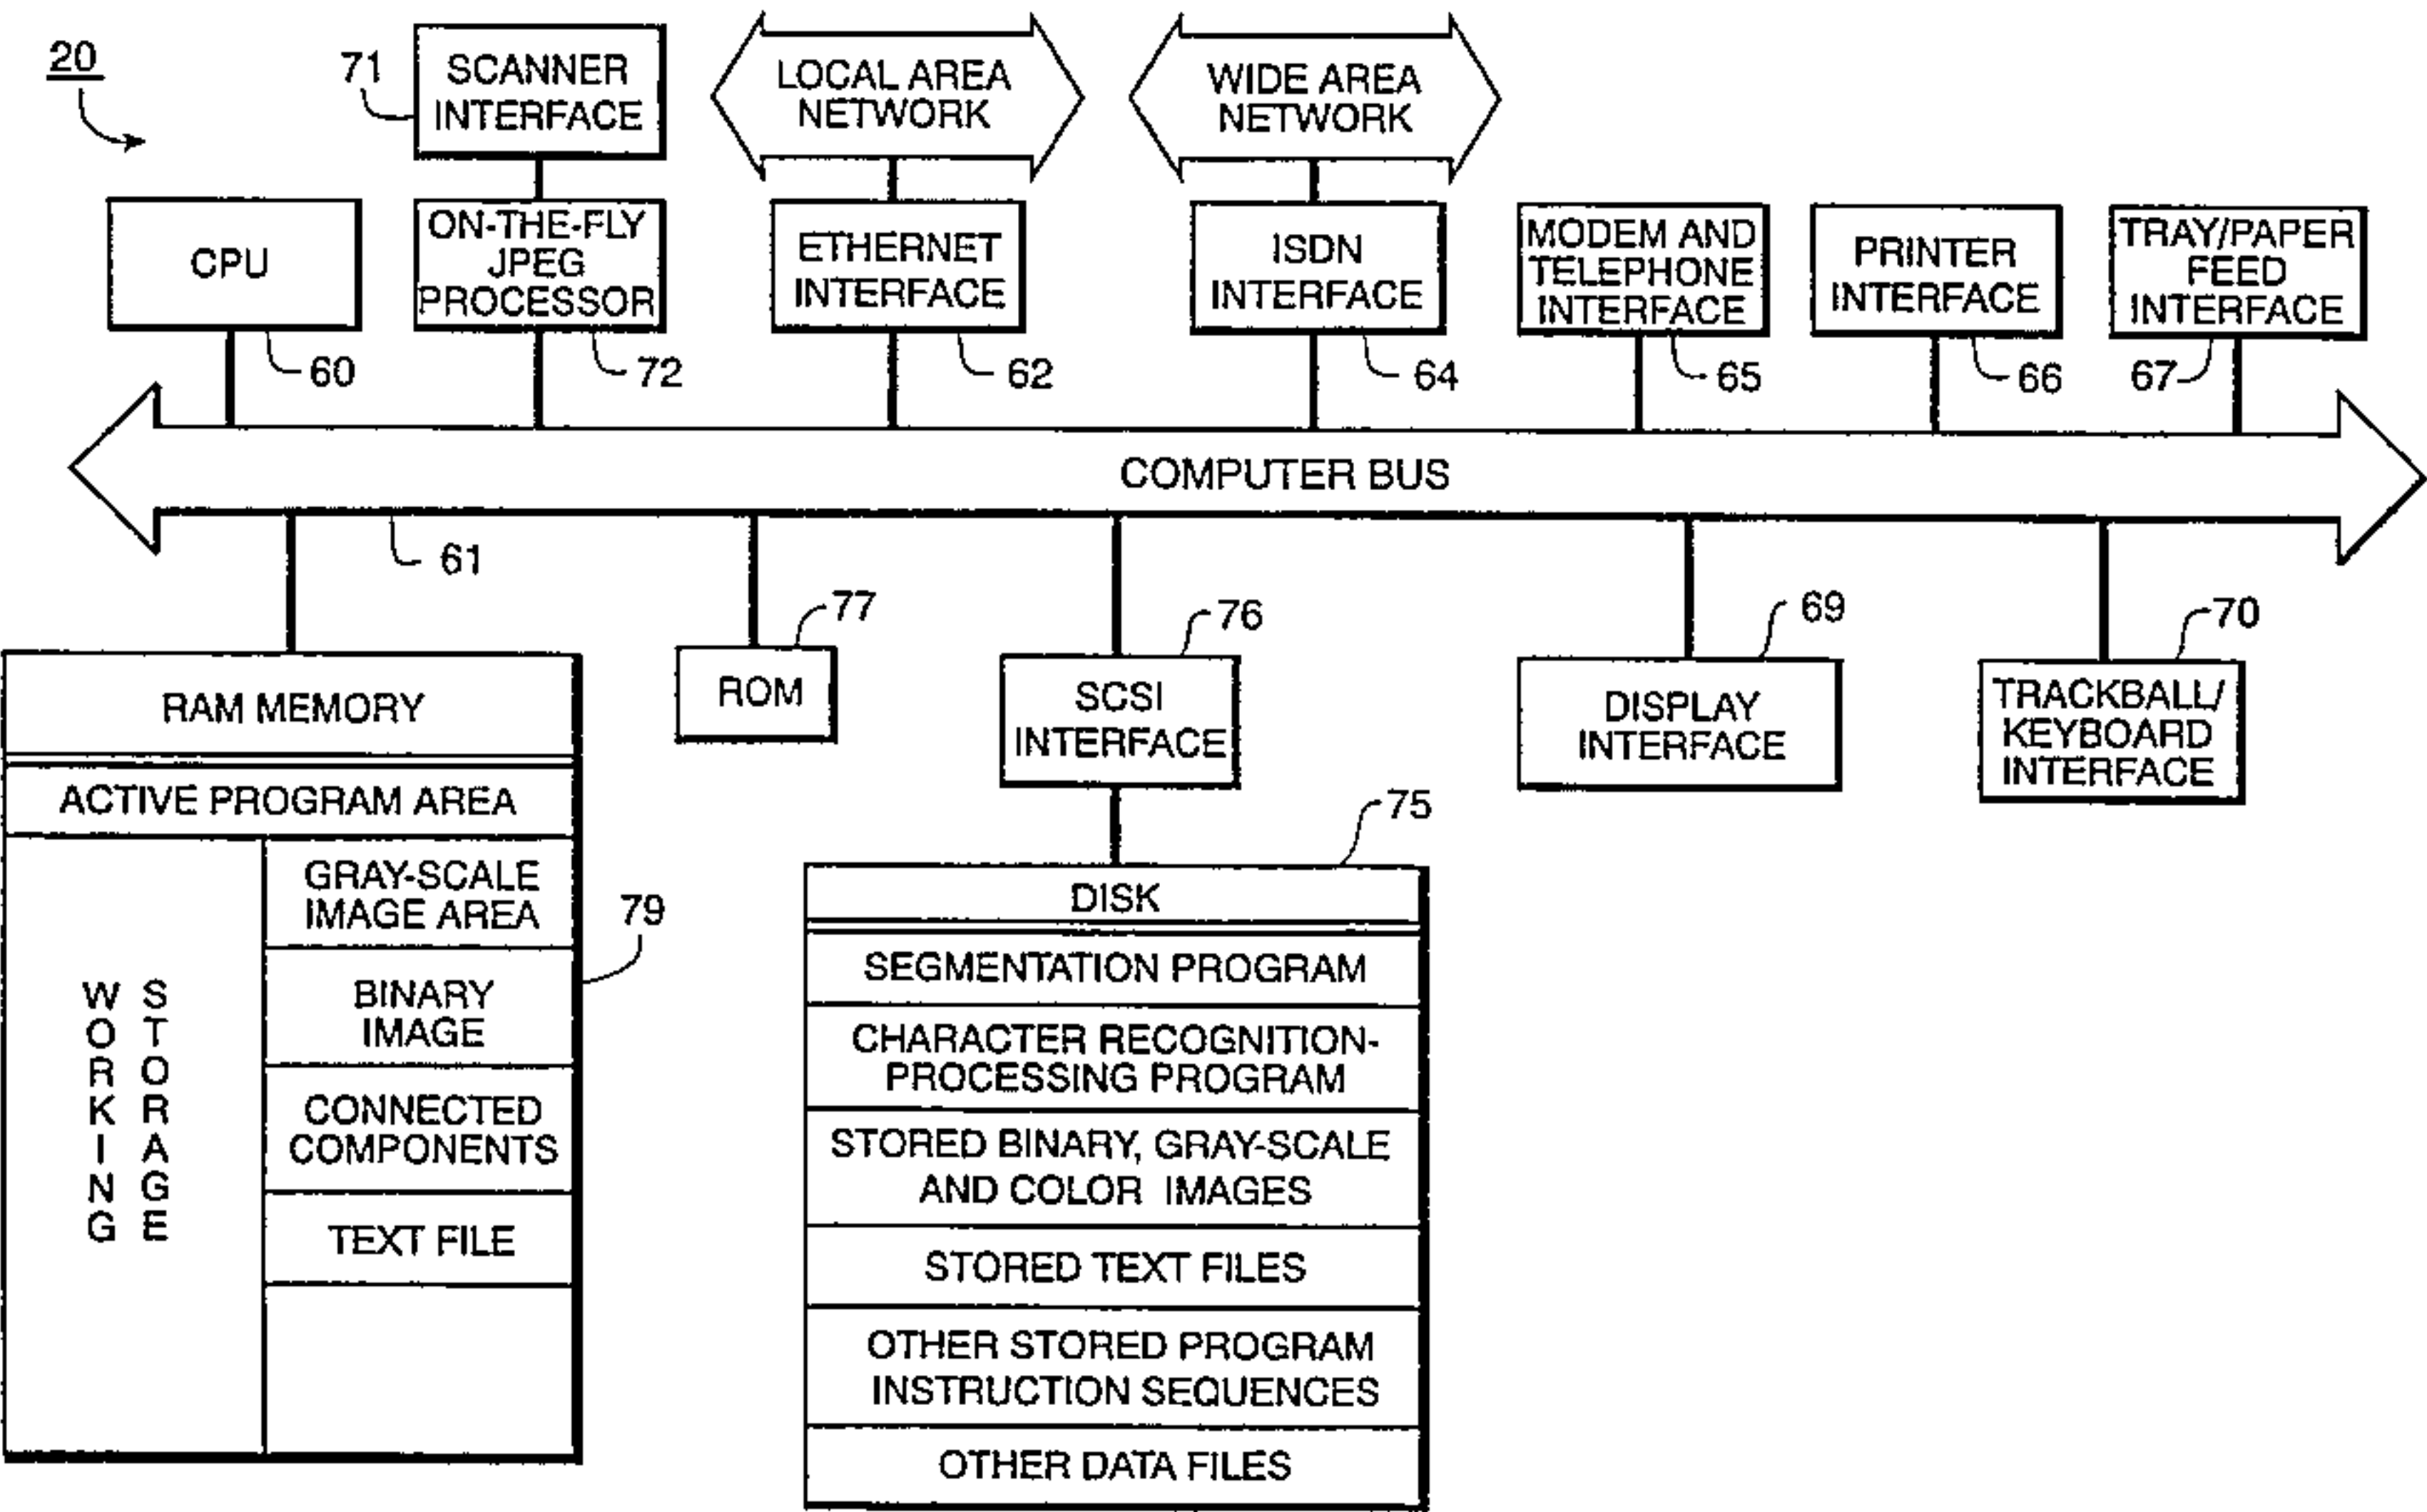 20
71
SCANNER
INTERFACE
LOCAL AREA
NETWORK
WIDE AREA
NETWORK
CPU
60
ON-THE-FLY
JPEG
PROCESSOR
72
ETHERNET
INTERFACE
62
ISDN
INTERFACE
64
MODEM AND
TELEPHONE
INTERFACE
65
PRINTER
INTERFACE
66
TRAY/PAPER
FEED
INTERFACE
67
COMPUTER BUS
61
RAM MEMORY
ACTIVE PROGRAM AREA
WORKING
STORAGE
GRAY-SCALE
IMAGE AREA
BINARY
IMAGE
CONNECTED
COMPONENTS
TEXT FILE
79
77
ROM
76
SCSI
INTERFACE
69
DISPLAY
INTERFACE
70
TRACKBALL/
KEYBOARD
INTERFACE
75
DISK
SEGMENTATION PROGRAM
CHARACTER RECOGNITION-
PROCESSING PROGRAM
STORED BINARY, GRAY-SCALE
AND COLOR IMAGES
STORED TEXT FILES
OTHER STORED PROGRAM
INSTRUCTION SEQUENCES
OTHER DATA FILES